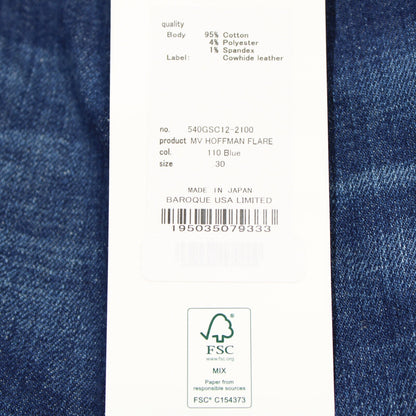 quality
Body 95% Cotton
4% Polyester
1% Spandex
Label: Cowhide leather
no. 540GSC12-2100
product MV HOFFMAN FLARE
col. 110 Blue
size 30
MADE IN JAPAN
BAROQUE USA LIMITED
195035079333
FSC
www.fsc.org
MIX
Paper from
responsible sources
FSC® C154373